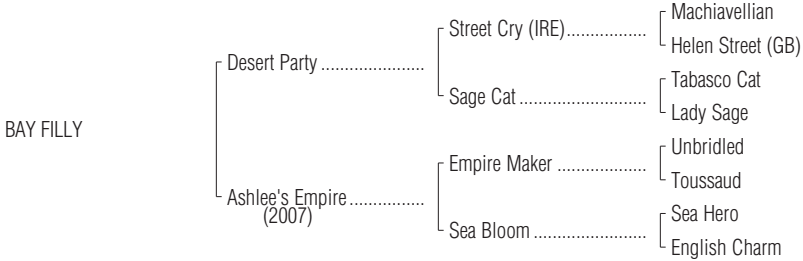 Machiavellian
Street Cry (IRE).................
Helen Street (GB)
Desert Party ......................
Tabasco Cat
Sage Cat ...........................
Lady Sage
BAY FILLY
Unbridled
Empire Maker ...................
Toussaud
Ashlee's Empire................
(2007)
Sea Hero
Sea Bloom ........................
English Charm